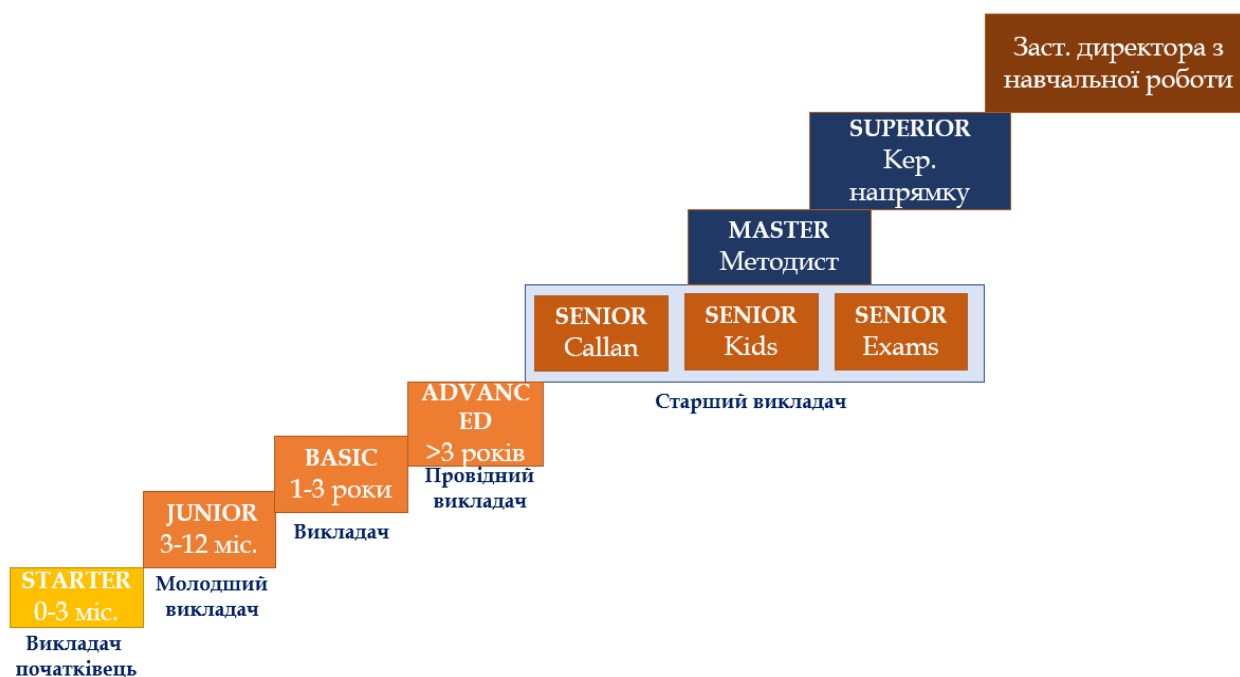 Заст. директора з
навчальної роботи
SUPERIOR
Кер.
напрямку
MASTER
Методист
SENIOR
Callan
SENIOR
Kids
SENIOR
Exams
Старший викладач
ADVANC
ED
>3 років
Провідний
викладач
BASIC
1-3 роки
Викладач
JUNIOR
3-12 міс.
Молодший
викладач
STARTER
0-3 міс.
Викладач
початківець